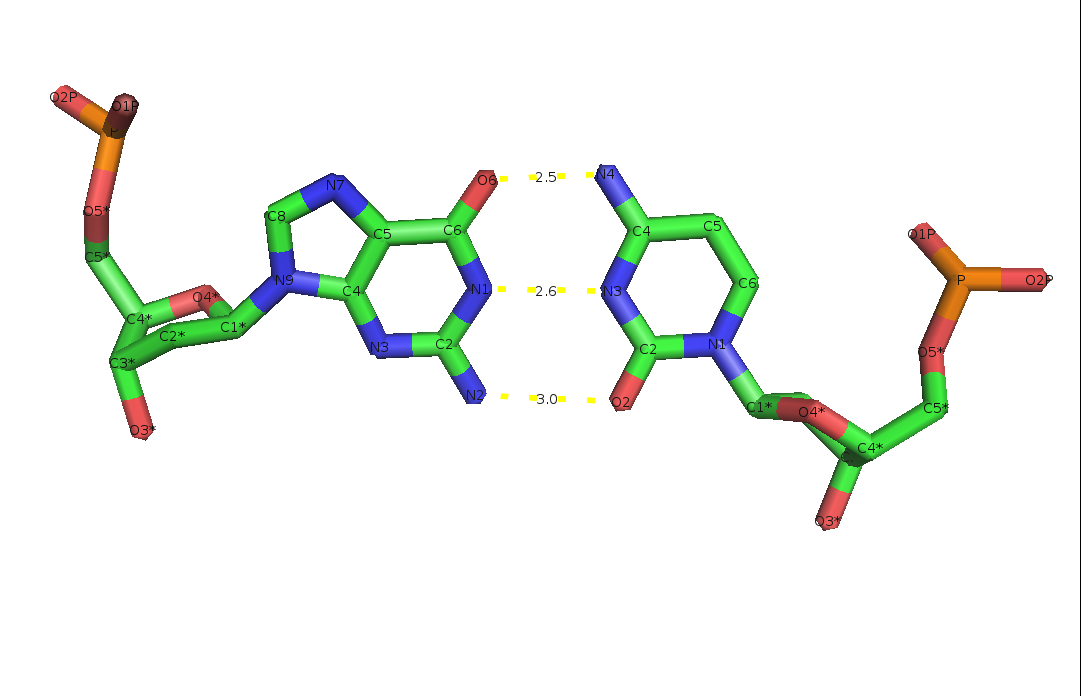 O2P
O1P
P
O5*
C5*
O4*
C4*
C2*
C1*
C3*
O3*
N7
C8
C5
N9
C4
N3
C6
O6
N1
C2
N2
2.5
2.6
3.0
N4
C4
C5
N3
C6
C2
N1
O2
O1P
P
O2P
O5*
C5*
C1*
O4*
C4*
O3*